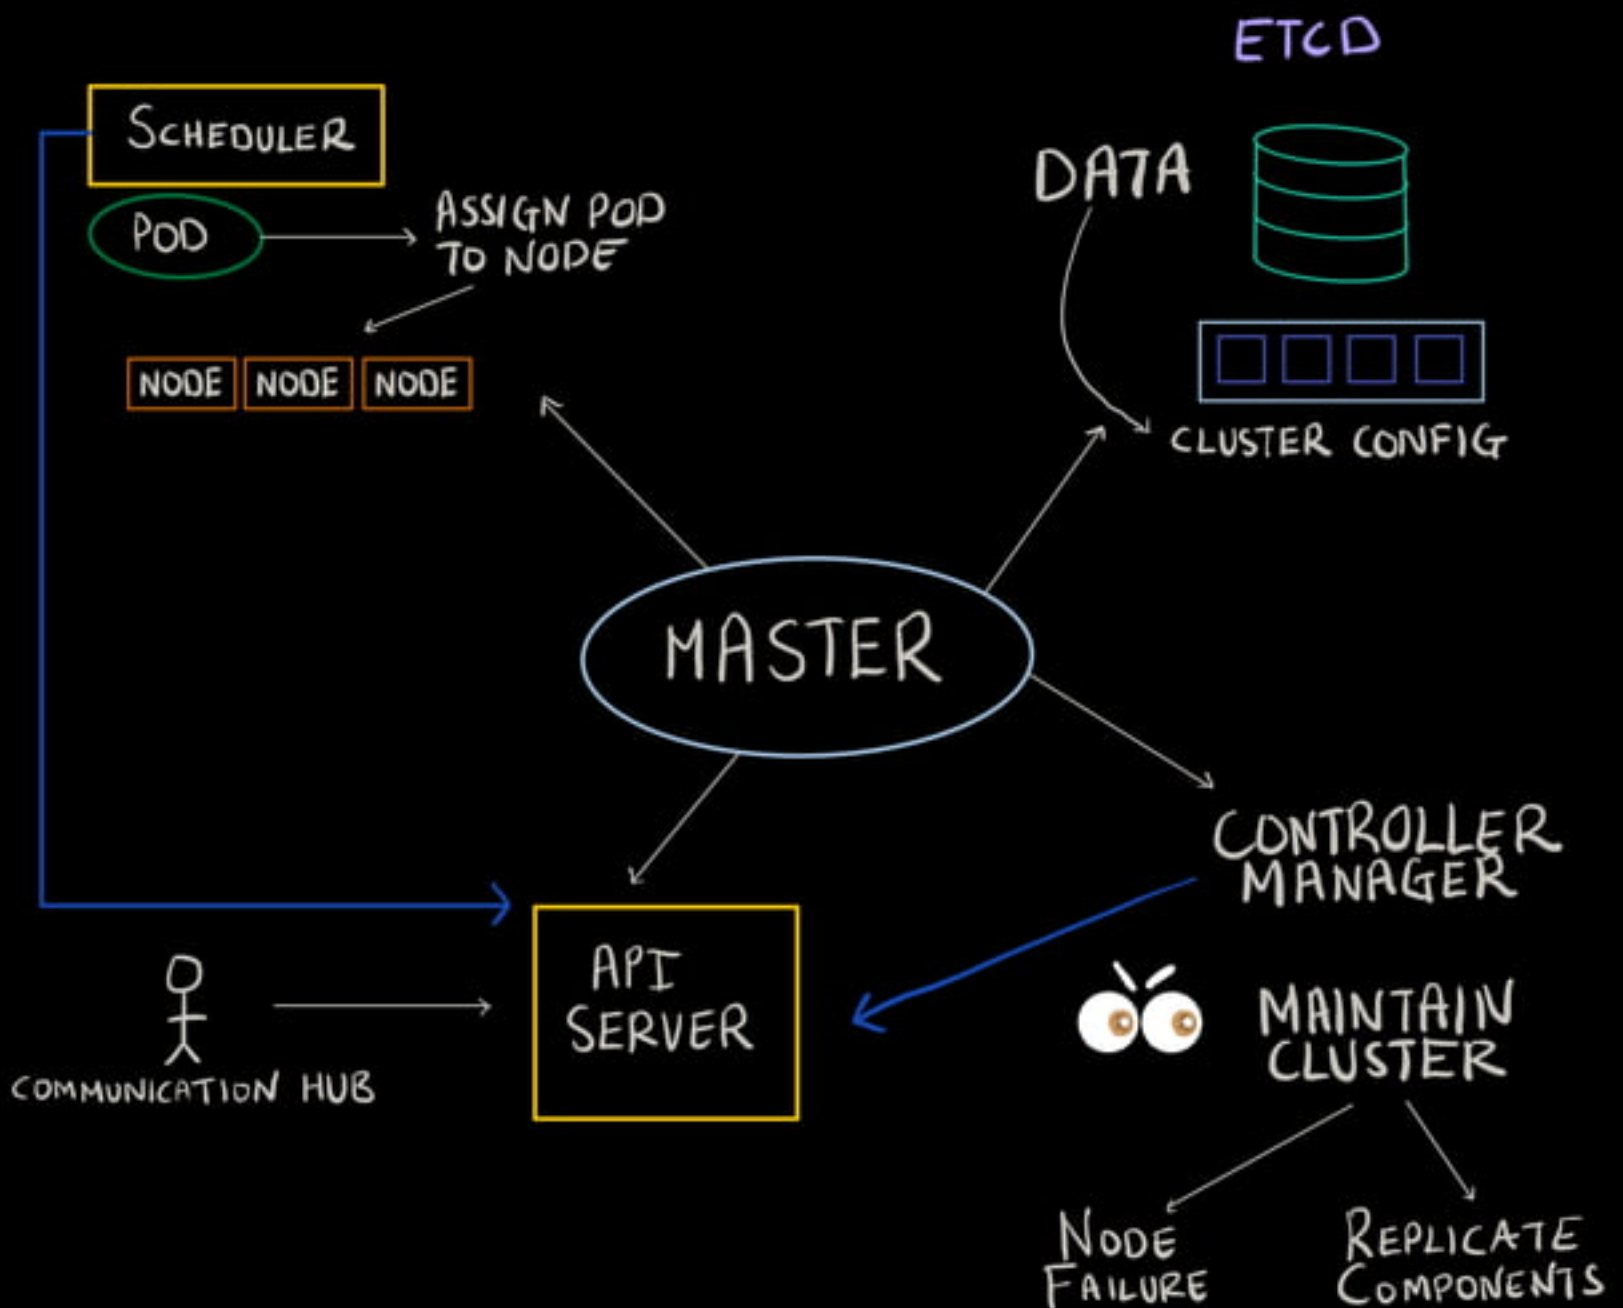 ETCD
SCHEDULER
POD
ASSIGN POD
TO NODE
NODE
NODE
NODE
DATA
CLUSTER CONFIG
MASTER
API
SERVER
COMMUNICATION HUB
CONTROLLER
MANAGER
MAINTAIN
CLUSTER
NODE
FAILURE
REPLICATE
COMPONENTS